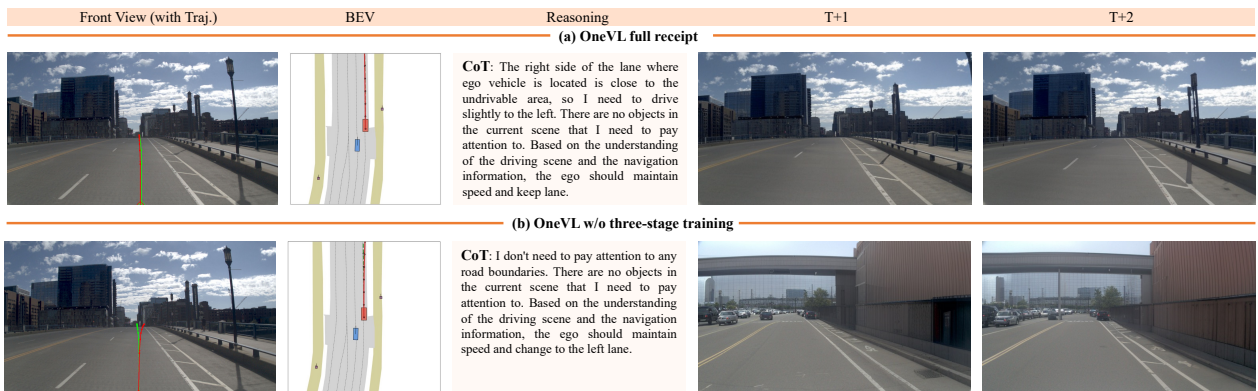 Front View (with Traj.) BEV Reasoning T+1 T+2
(a) OneVL full receipt
CoT: The right side of the lane where
ego vehicle is located is close to the
undrivable area, so I need to drive
slightly to the left. There are no objects in
the current scene that I need to pay
attention to. Based on the understanding
of the driving scene and the navigation
information, the ego should maintain
speed and keep lane.
(b) OneVL w/o three-stage training
CoT: I don't need to pay attention to any
road boundaries. There are no objects in
the current scene that I need to pay
attention to. Based on the understanding
of the driving scene and the navigation
information, the ego should maintain
speed and change to the left lane.